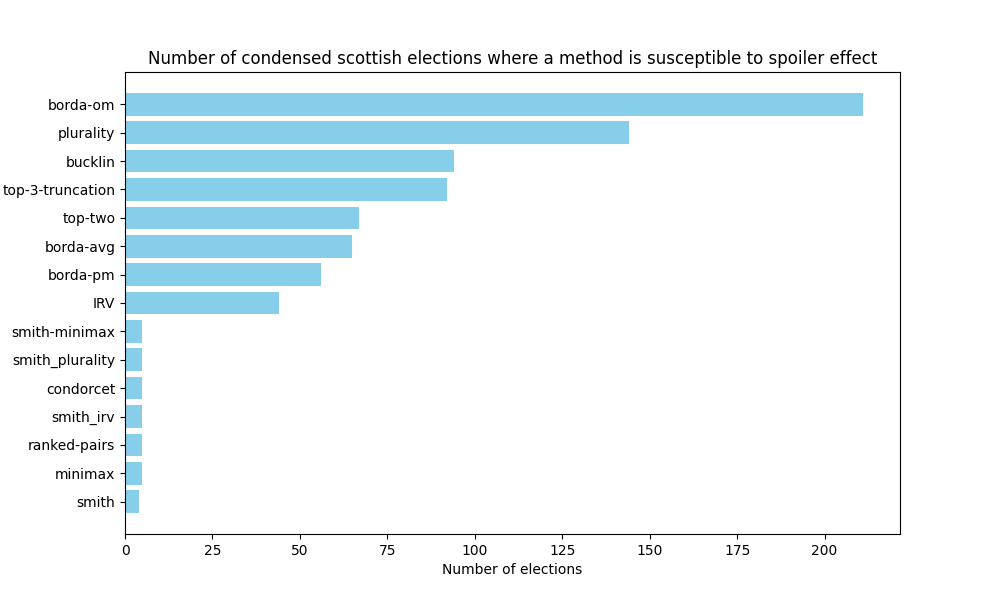 Number of condensed scottish elections where a method is susceptible to spoiler effect
borda-om
plurality
bucklin
top-3-truncation
top-two
borda-avg
borda-pm
IRV
smith-minimax
smith_plurality
condorcet
smith_irv
ranked-pairs
minimax
smith
0 25 50 75 100 125 150 175 200
Number of elections